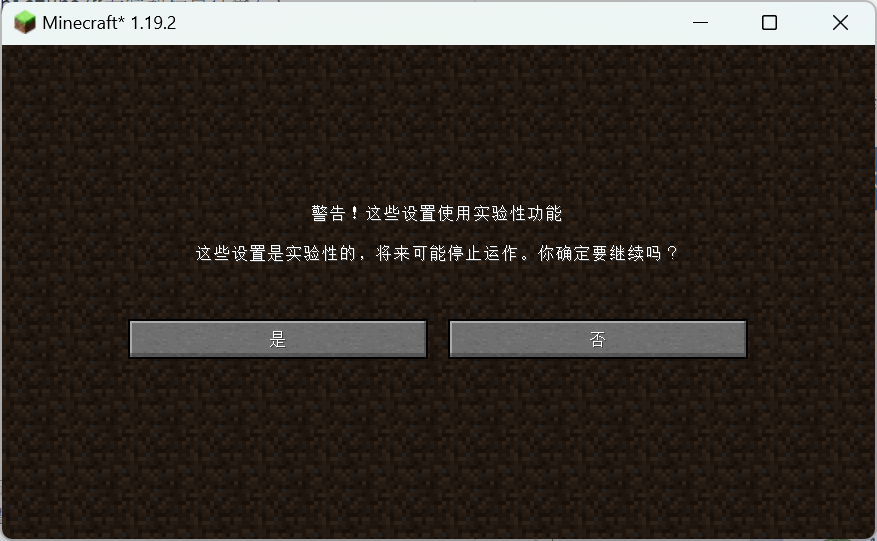 Minecraft* 1.19.2
警告！这些设置使用实验性功能
这些设置是实验性的，将来可能停止运作。你确定要继续吗？
是
否